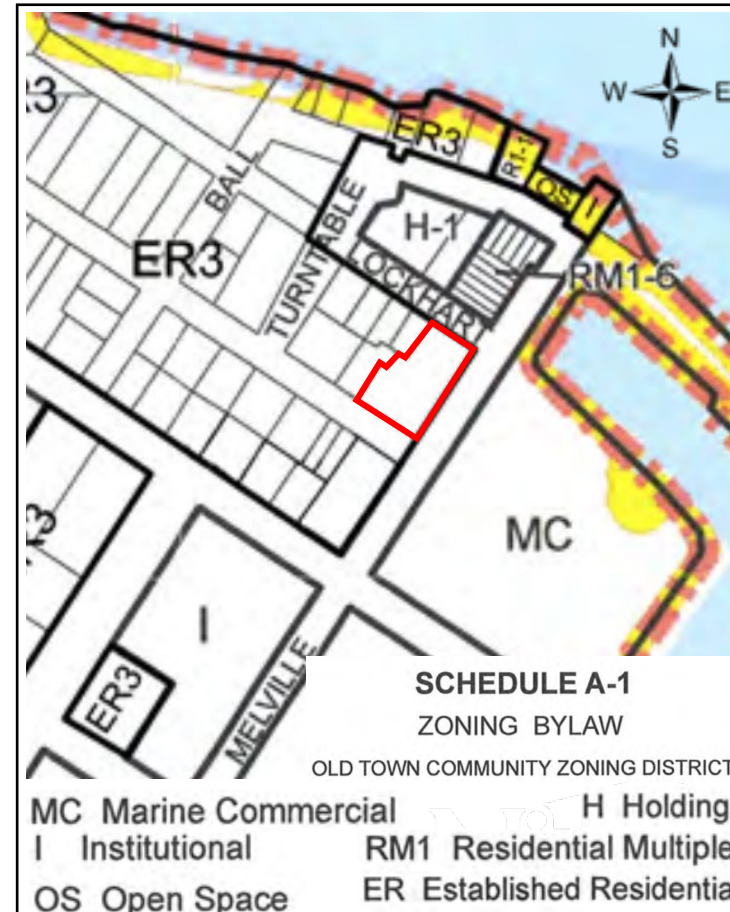 N
W E
S
R3
ER3
R1-1
OS
I
BALL
TURNTABLE
H-1
LOCKHART
RM1-6
ER3
MC
R3
I
ER3
MELVILLE
SCHEDULE A-1
ZONING BYLAW
OLD TOWN COMMUNITY ZONING DISTRICT
MC Marine Commercial H Holding
I Institutional RM1 Residential Multiple
OS Open Space ER Established Residentia